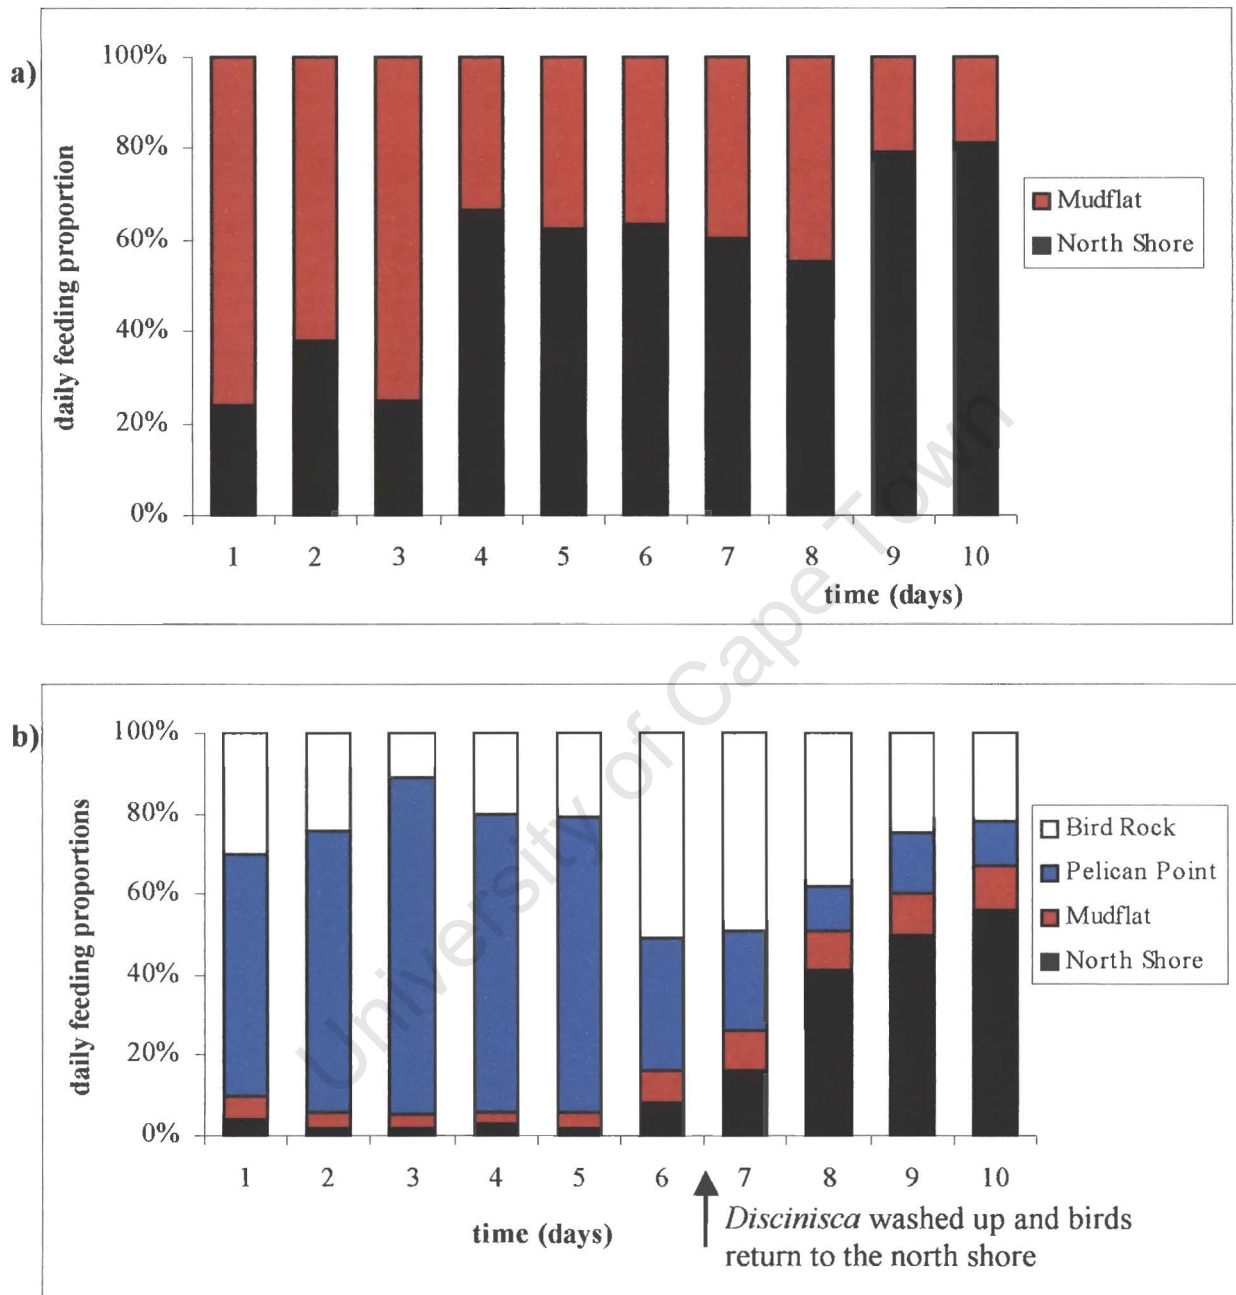 a)
daily feeding proportion
100%
80%
60%
40%
20%
0%
1 2 3 4 5 6 7 8 9 10
time (days)
Mudflat
North Shore
b)
daily feeding proportions
100%
80%
60%
40%
20%
0%
1 2 3 4 5 6 7 8 9 10
time (days)
Discinisca washed up and birds
return to the north shore
Bird Rock
Pelican Point
Mudflat
North Shore
University of Cape Town